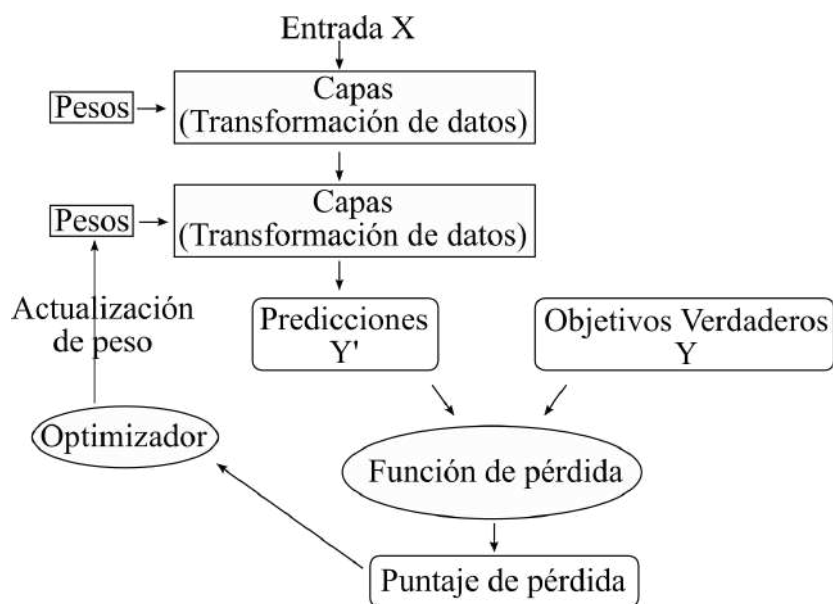 Entrada X
Pesos
Capas
(Transformación de datos)
Pesos
Capas
(Transformación de datos)
Actualización
de peso
Predicciones
Y'
Objetivos Verdaderos
Y
Optimizador
Función de pérdida
Puntaje de pérdida